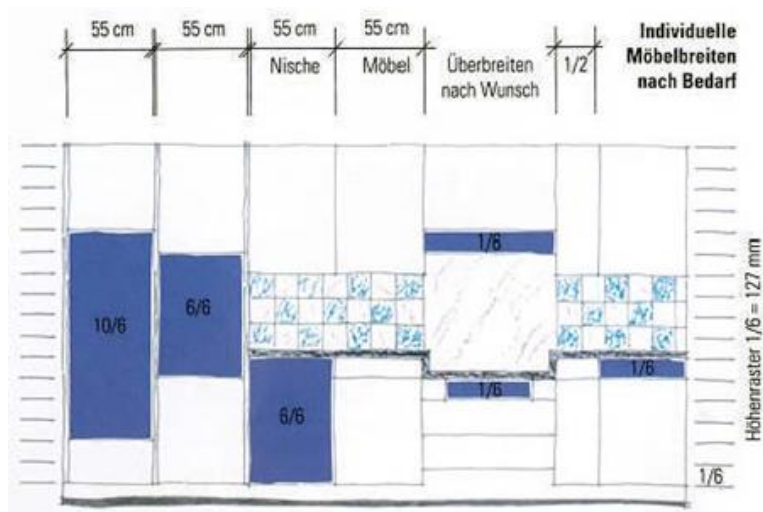 55 cm
55 cm
55 cm
55 cm
Nische
Möbel
Überbreiten
nach Wunsch
1/2
Individuelle
Möbelbreiten
nach Bedarf
1/6
10/6
6/6
6/6
1/6
1/6
1/6
Höhenraster 1/6 = 127 mm